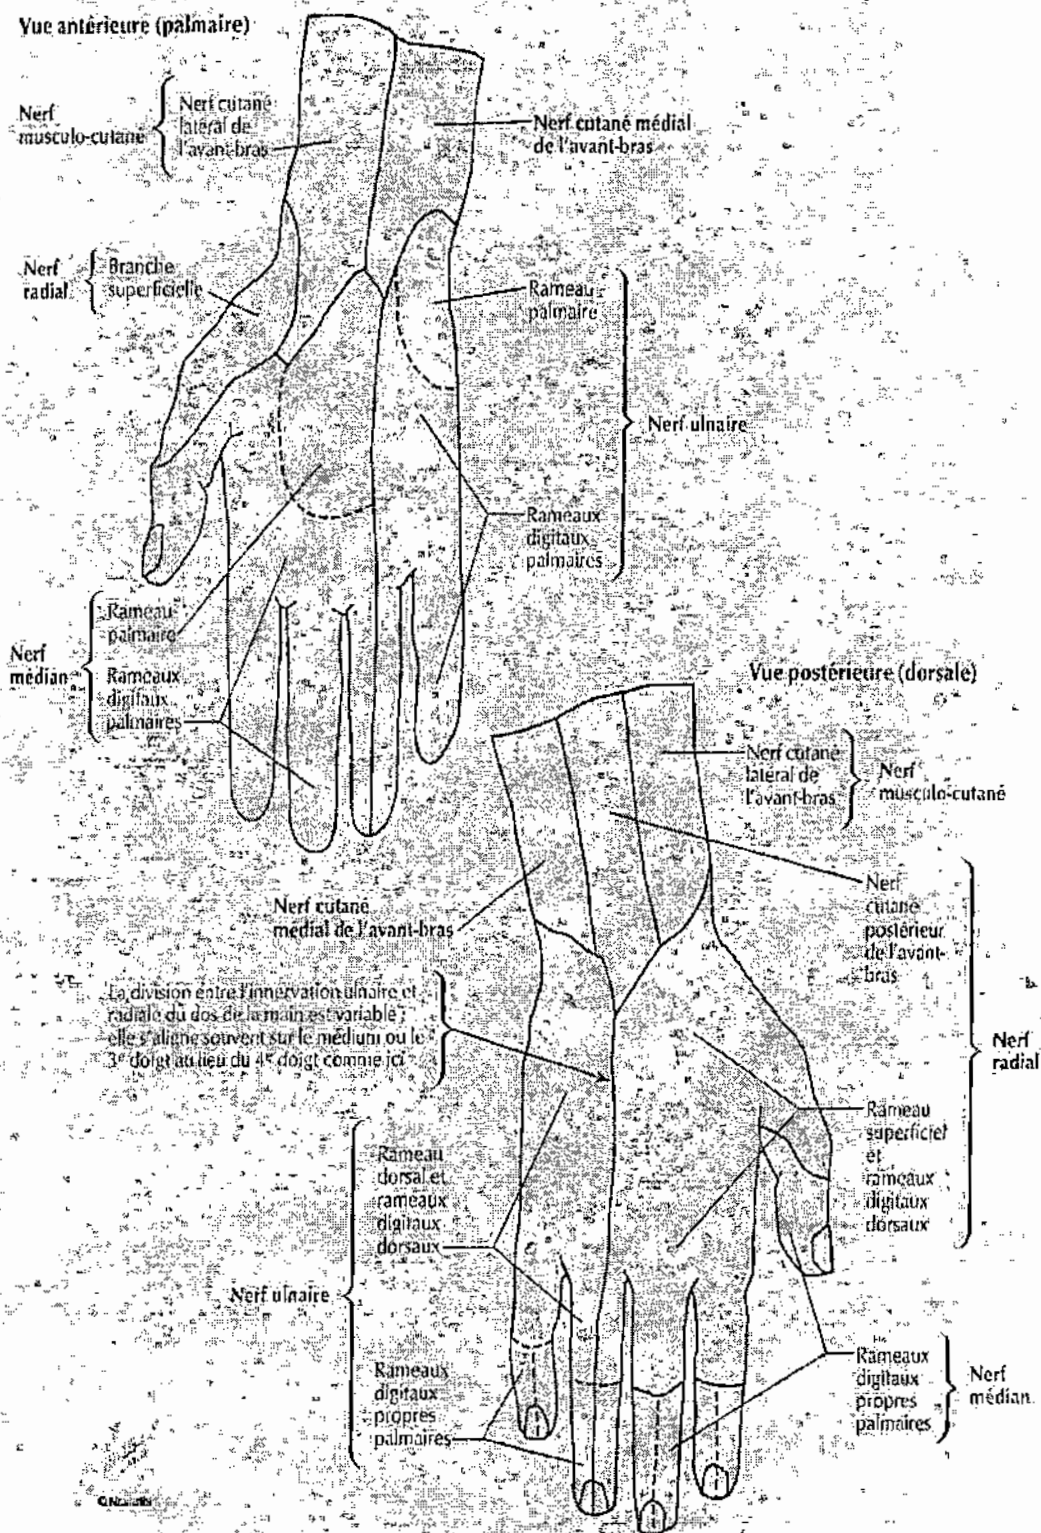 Vue antérieure (palmaire)
Nerf
musculo-cutané
Nerf cutané
latéral de
l'avant-bras
Nerf cutané médial
de l'avant-bras
Nerf
radial
Branche
superficielle
Rameau
palmaire
Nerf ulnaire
Rameaux
digitaux
palmaires
Nerf
médian
Rameau
palmaire
Rameaux
digitaux
palmaires
Vue postérieure (dorsale)
Nerf cutané
latéral de
l'avant-bras
Nerf
musculo-cutané
Nerf cutané
médial de l'avant-bras
Nerf
cutané
postérieur
de l'avant-
bras
La division entre l'innervation ulnaire et
radiale du dos de la main est variable ;
elle s'aligne souvent sur le médium ou le
3e doigt au lieu du 4e doigt comme ici
Nerf
radial
Rameau
superficiel
et
rameaux
digitaux
dorsaux
Rameau
dorsal et
rameaux
digitaux
dorsaux
Nerf ulnaire
Rameaux
digitaux
propres
palmaires
Rameaux
digitaux
propres
palmaires
Nerf
médian